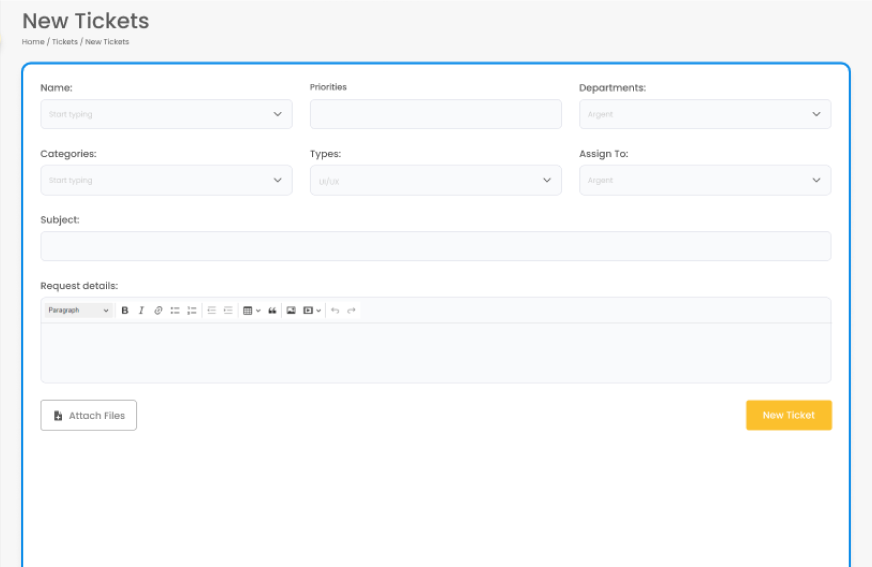 New Tickets
Home / Tickets / New Tickets
Name: Priorities Departments:
Start typing Argent
Categories: Types: Assign To:
Start typing UI/UX Argent
Subject:
Request details:
Paragraph B I
Attach Files New Ticket